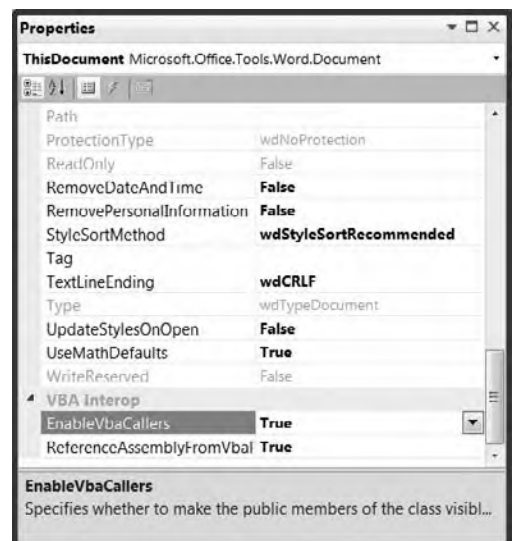 Properties
ThisDocument Microsoft.Office.Tools.Word.Document
Path
ProtectionType wdNoProtection
ReadOnly False
RemoveDateAndTime False
RemovePersonalInformation False
StyleSortMethod wdStyleSortRecommended
Tag
TextLineEnding wdCRLF
Type wdTypeDocument
UpdateStylesOnOpen False
UseMathDefaults True
WriteReserved False
VBA Interop
EnableVbaCallers True
ReferenceAssemblyFromVbaI True
EnableVbaCallers
Specifies whether to make the public members of the class visibl...